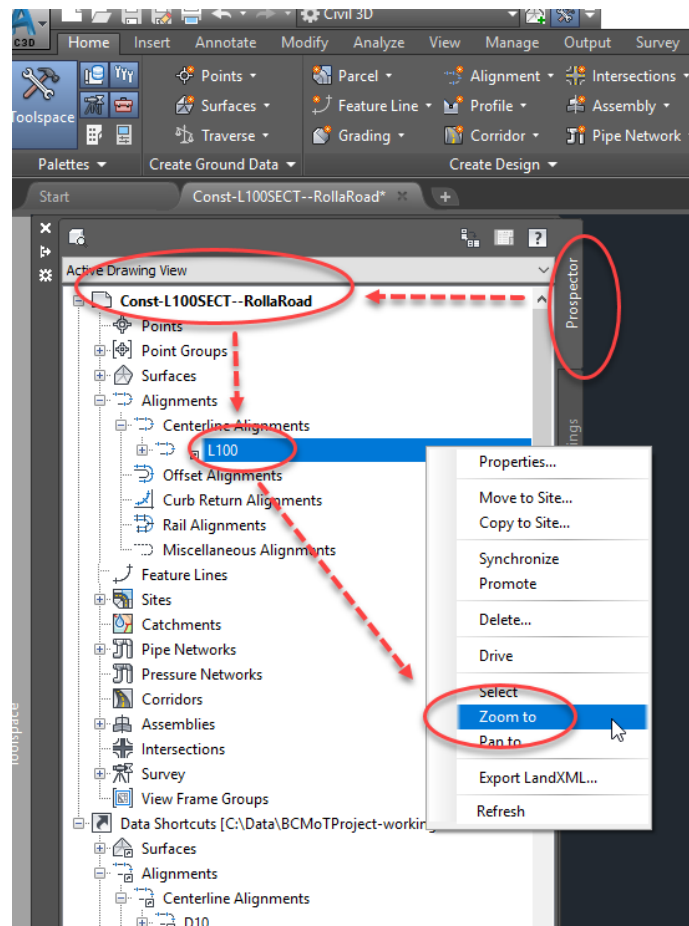 Civil 3D
C3D
Home Insert Annotate Modify Analyze View Manage Output Survey
Toolspace
Points
Parcel
Alignment
Intersections
Surfaces
Feature Line
Profile
Assembly
Traverse
Grading
Corridor
Pipe Network
Palettes
Create Ground Data
Create Design
Start
Const-L100SECT--RollaRoad*
Active Drawing View
Prospector
Const-L100SECT--RollaRoad
Points
Point Groups
Surfaces
Alignments
Centerline Alignments
L100
Offset Alignments
Curb Return Alignments
Rail Alignments
Miscellaneous Alignments
Feature Lines
Sites
Catchments
Pipe Networks
Pressure Networks
Corridors
Assemblies
Intersections
Survey
View Frame Groups
Data Shortcuts [C:\Data\BCMoTProject-working
Surfaces
Alignments
Centerline Alignments
D10
Properties...
Move to Site...
Copy to Site...
Synchronize
Promote
Delete...
Drive
Select
Zoom to
Pan to
Export LandXML...
Refresh